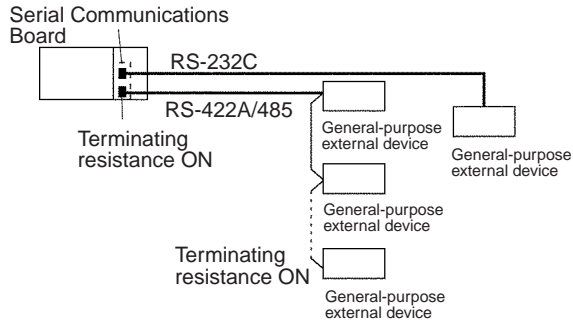 Serial Communications
Board
RS-232C
RS-422A/485
Terminating
resistance ON
General-purpose
external device
General-purpose
external device
General-purpose
external device
Terminating
resistance ON
General-purpose
external device